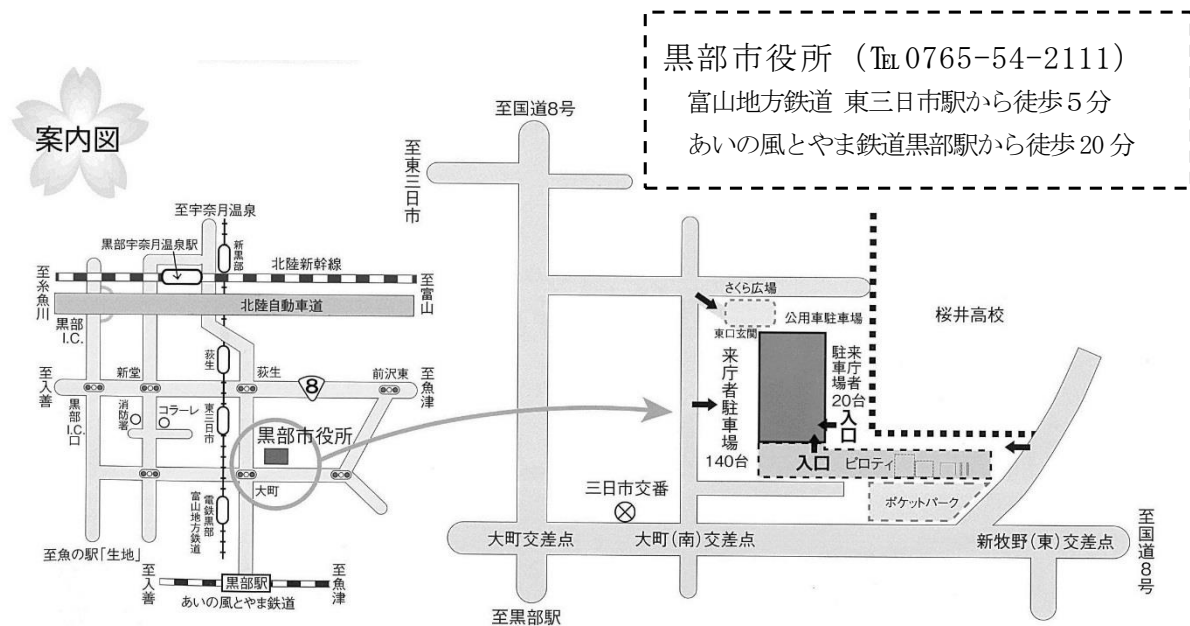 黒部市役所（℡0765-54-2111）
富山地方鉄道 東三日市駅から徒歩5分
あいの風とやま鉄道黒部駅から徒歩20分
案内図
至宇奈月温泉
黒部宇奈月温泉駅
新黒部
北陸新幹線
至糸魚川
至富山
北陸自動車道
黒部
I.C.
荻生
至入善
新堂
荻生
8
前沢東
至魚津
黒部I.C.口
消防署
コラーレ
東三日市
黒部市役所
大町
電鉄黒部
富山地方鉄道
至魚の駅「生地」
至入善
黒部駅
至魚津
あいの風とやま鉄道
至国道8号
至東三日市
さくら広場
公用車駐車場
東口玄関
桜井高校
来庁者駐車場
140台
来庁者
駐車場
20台
入口
入口
ピロティ
ポケットパーク
三日市交番
大町交差点
大町(南)交差点
新牧野(東)交差点
至国道8号
至黒部駅